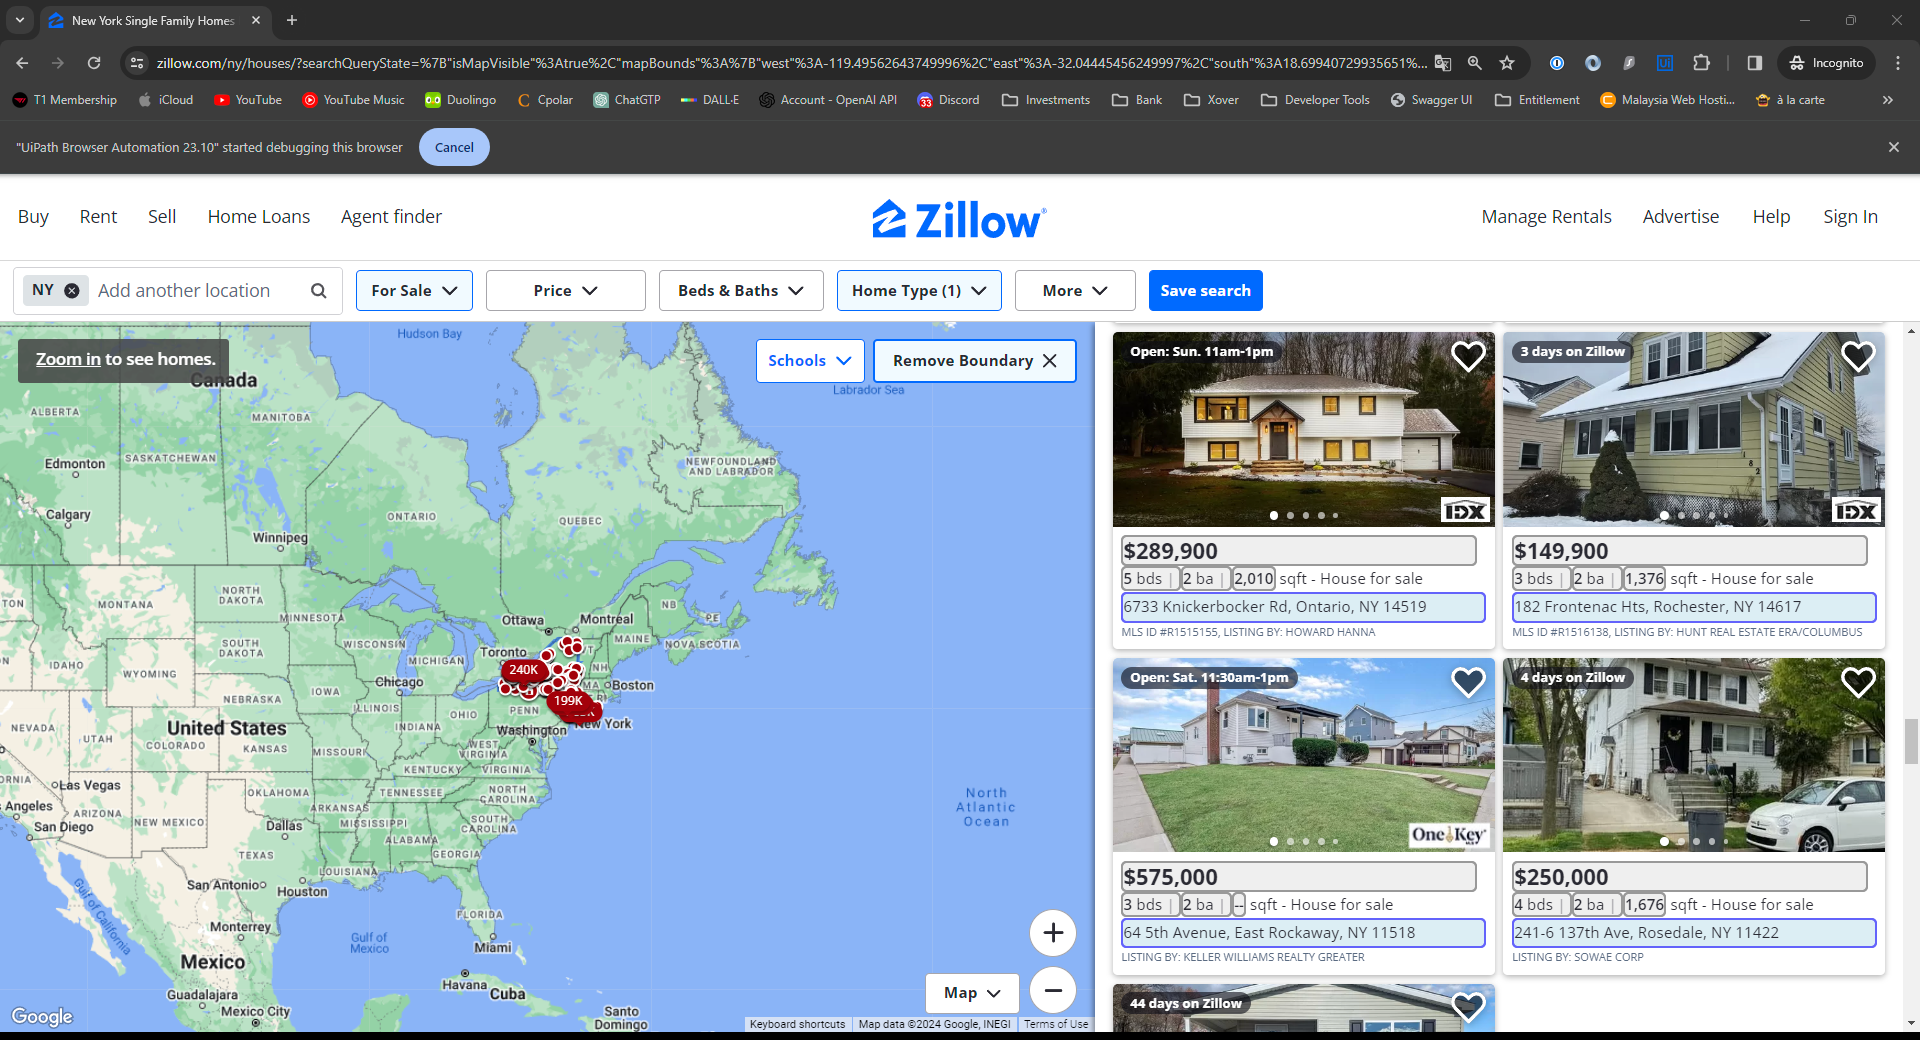 New York Single Family Homes
zillow.com/ny/houses/?searchQueryState=%7B"isMapVisible"%3Atrue%2C"mapBounds"%3A%7B"west"%3A-119.49562643749996%2C"east"%3A-32.04445456249997%2C"south"%3A18.69940729935651%...
Incognito
T1 Membership
iCloud
YouTube
YouTube Music
Duolingo
Cpolar
ChatGTP
DALL·E
Account - OpenAI API
Discord
Investments
Bank
Xover
Developer Tools
Swagger UI
Entitlement
Malaysia Web Hosti...
à la carte
"UiPath Browser Automation 23.10" started debugging this browser
Cancel
Buy
Rent
Sell
Home Loans
Agent finder
Zillow
Manage Rentals
Advertise
Help
Sign In
NY
Add another location
For Sale
Price
Beds & Baths
Home Type (1)
More
Save search
Zoom in to see homes.
Schools
Remove Boundary
Hudson Bay
Labrador Sea
Canada
ALBERTA
MANITOBA
Edmonton
SASKATCHEWAN
NEWFOUNDLAND
AND LABRADOR
Calgary
ONTARIO
QUEBEC
Winnipeg
NORTH
DAKOTA
MONTANA
MINNESOTA
Ottawa
Montreal
NB
PE
MAINE
NOVA SCOTIA
SOUTH
DAKOTA
WISCONSIN
Toronto
MICHIGAN
NH
240K
IDAHO
WYOMING
Chicago
Boston
IOWA
NEBRASKA
ILLINOIS
PENN
199K
OHIO
INDIANA
New York
NEVADA
UTAH
United States
COLORADO
KANSAS
MISSOURI
Washington
WEST
VIRGINIA
KENTUCKY
VIRGINIA
Las Vegas
OKLAHOMA
TENNESSEE
NORTH
CAROLINA
Angeles
ARIZONA
NEW MEXICO
ARKANSAS
MISSISSIPPI
San Diego
Dallas
SOUTH
CAROLINA
ALABAMA
TEXAS
GEORGIA
LOUISIANA
San Antonio
Houston
North
Atlantic
Ocean
Gulf of
California
FLORIDA
Monterrey
Gulf of
Mexico
Miami
Mexico
Havana
Cuba
Guadalajara
Mexico City
Santo
Domingo
Map
Google
Keyboard shortcuts
Map data ©2024 Google, INEGI
Terms of Use
Open: Sun. 11am-1pm
IDX
$289,900
5 bds | 2 ba | 2,010 sqft - House for sale
6733 Knickerbocker Rd, Ontario, NY 14519
MLS ID #R1515155, LISTING BY: HOWARD HANNA
3 days on Zillow
IDX
$149,900
3 bds | 2 ba | 1,376 sqft - House for sale
182 Frontenac Hts, Rochester, NY 14617
MLS ID #R1516138, LISTING BY: HUNT REAL ESTATE ERA/COLUMBUS
Open: Sat. 11:30am-1pm
OneKey
$575,000
3 bds | 2 ba | -- sqft - House for sale
64 5th Avenue, East Rockaway, NY 11518
LISTING BY: KELLER WILLIAMS REALTY GREATER
4 days on Zillow
$250,000
4 bds | 2 ba | 1,676 sqft - House for sale
241-6 137th Ave, Rosedale, NY 11422
LISTING BY: SOWAE CORP
44 days on Zillow